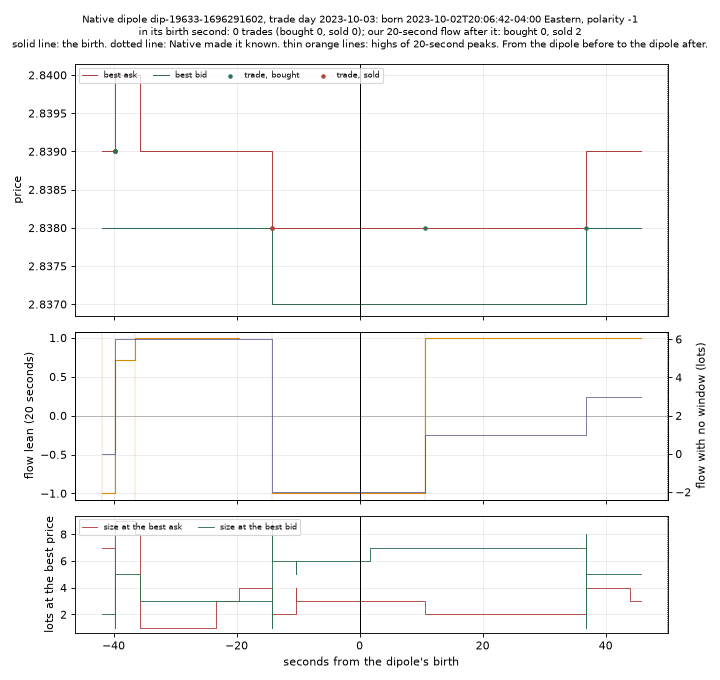 Native dipole dip-19633-1696291602, trade day 2023-10-03: born 2023-10-02T20:06:42-04:00 Eastern, polarity -1
in its birth second: 0 trades (bought 0, sold 0); our 20-second flow after it: bought 0, sold 2
solid line: the birth. dotted line: Native made it known. thin orange lines: highs of 20-second peaks. From the dipole before to the dipole after.
best ask best bid trade, bought trade, sold
2.8400
2.8395
2.8390
2.8385
2.8380
2.8375
2.8370
price
1.0
0.5
0.0
−0.5
−1.0
flow lean (20 seconds)
6
4
2
0
−2
flow with no window (lots)
size at the best ask size at the best bid
8
6
4
2
lots at the best price
−40 −20 0 20 40
seconds from the dipole's birth